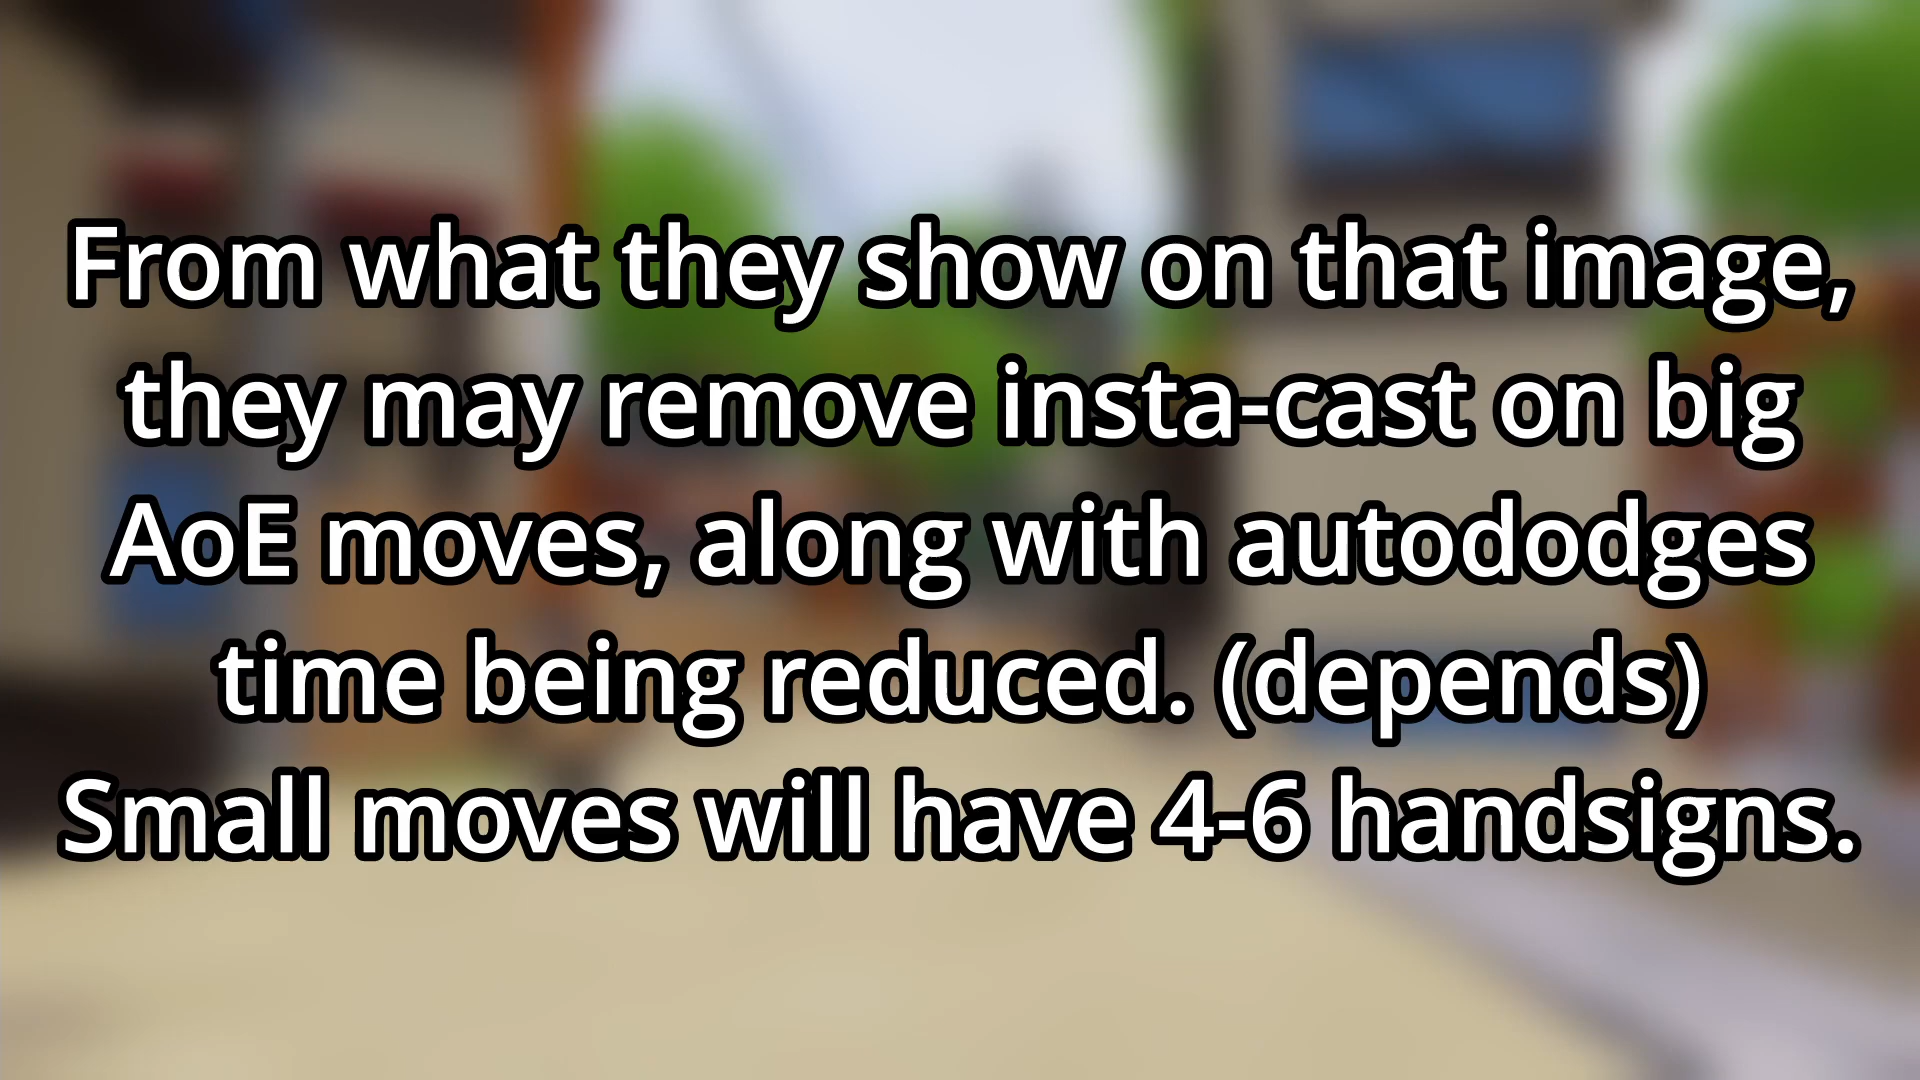 From what they show on that image,
they may remove insta-cast on big
AoE moves, along with autododges
time being reduced. (depends)
Small moves will have 4-6 handsigns.